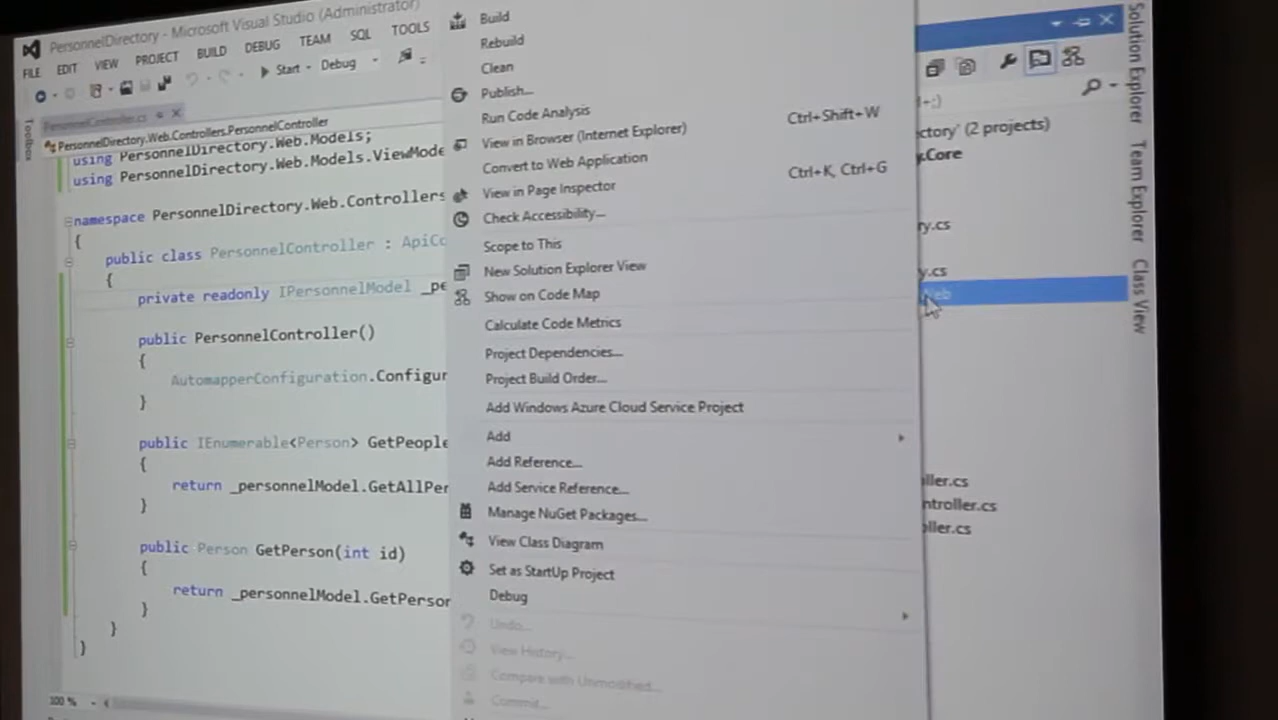 PersonnelDirectory - Microsoft Visual Studio (Administrator)
FILE EDIT VIEW PROJECT BUILD DEBUG TEAM SQL TOOLS
Start Debug
Toolbox
PersonnelController.cs
PersonnelDirectory.Web.Controllers.PersonnelController
using PersonnelDirectory.Web.Models;
using PersonnelDirectory.Web.Models.ViewMode
namespace PersonnelDirectory.Web.Controllers
{
public class PersonnelController : ApiCo
{
private readonly IPersonnelModel _pe
public PersonnelController()
{
AutomapperConfiguration.Configur
}
public IEnumerable<Person> GetPeople
{
return _personnelModel.GetAllPer
}
public Person GetPerson(int id)
{
return _personnelModel.GetPerson
}
}
}
100 %
Build
Rebuild
Clean
Publish...
Run Code Analysis
View in Browser (Internet Explorer) Ctrl+Shift+W
Convert to Web Application
View in Page Inspector Ctrl+K, Ctrl+G
Check Accessibility...
Scope to This
New Solution Explorer View
Show on Code Map
Calculate Code Metrics
Project Dependencies...
Project Build Order...
Add Windows Azure Cloud Service Project
Add
Add Reference...
Add Service Reference...
Manage NuGet Packages...
View Class Diagram
Set as StartUp Project
Debug
Undo...
View History...
Compare with Unmodified...
Commit...
+;)
ectory' (2 projects)
y.Core
ry.cs
y.cs
Web
ller.cs
ntroller.cs
ller.cs
Solution Explorer
Team Explorer
Class View